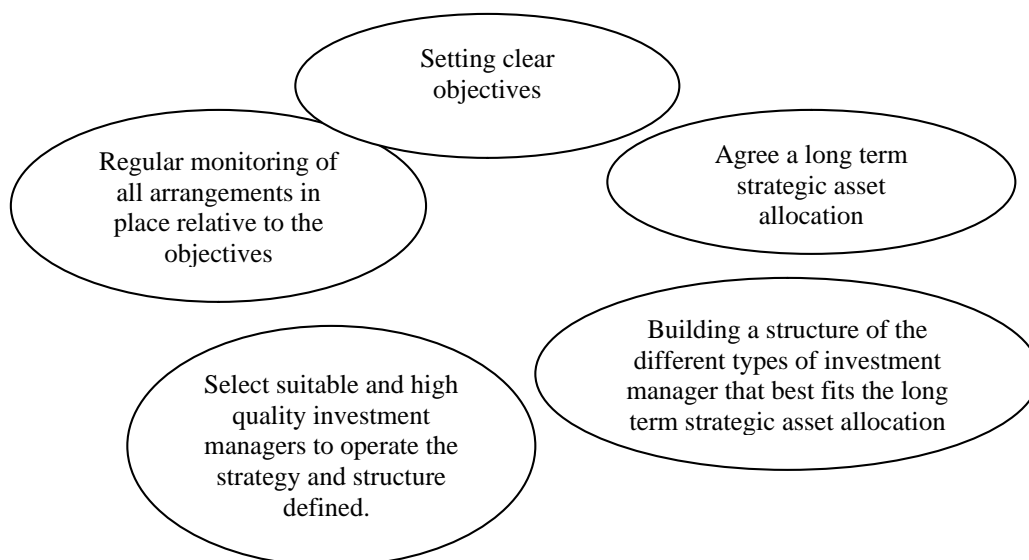 Setting clear
objectives
Agree a long term
strategic asset
allocation
Building a structure of the
different types of investment
manager that best fits the long
term strategic asset allocation
Select suitable and high
quality investment
managers to operate the
strategy and structure
defined.
Regular monitoring of
all arrangements in
place relative to the
objectives